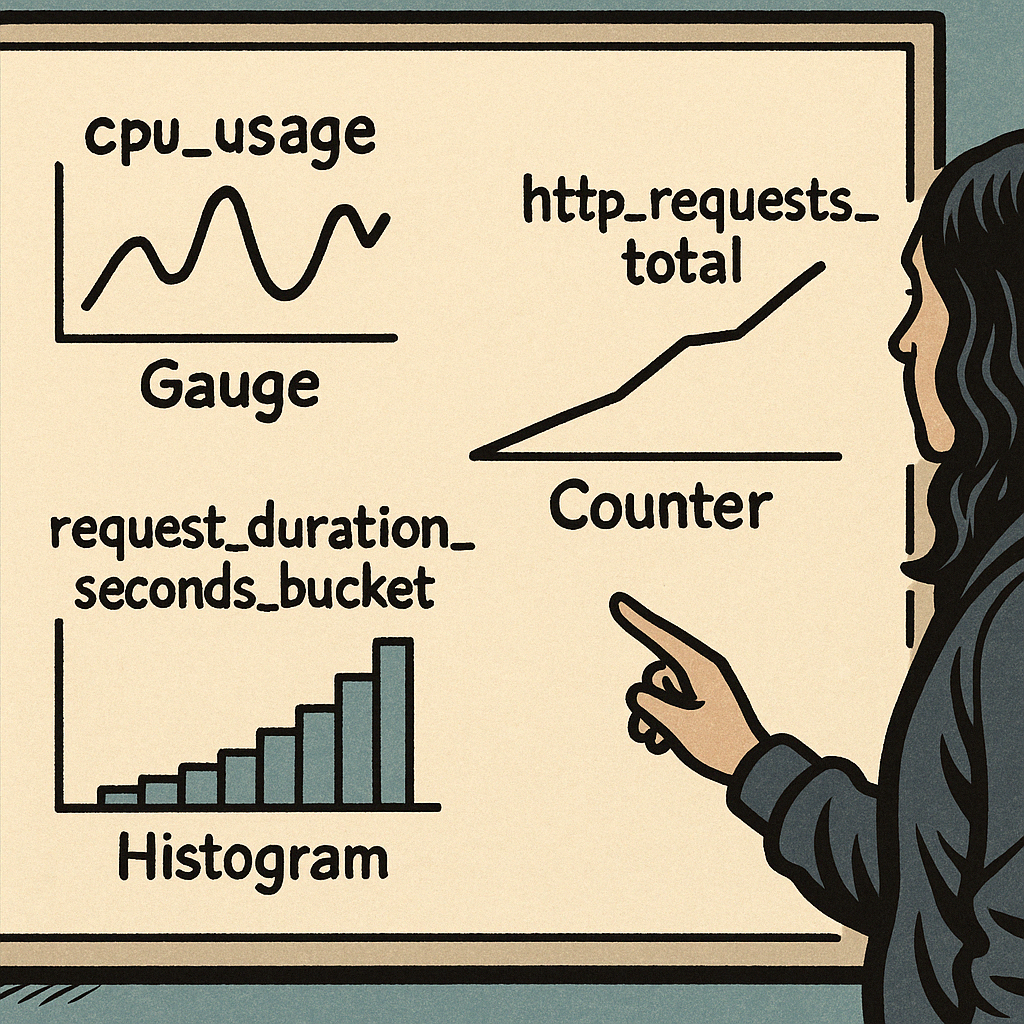 cpu_usage
Gauge
http_requests_
total
Counter
request_duration_
seconds_bucket
Histogram